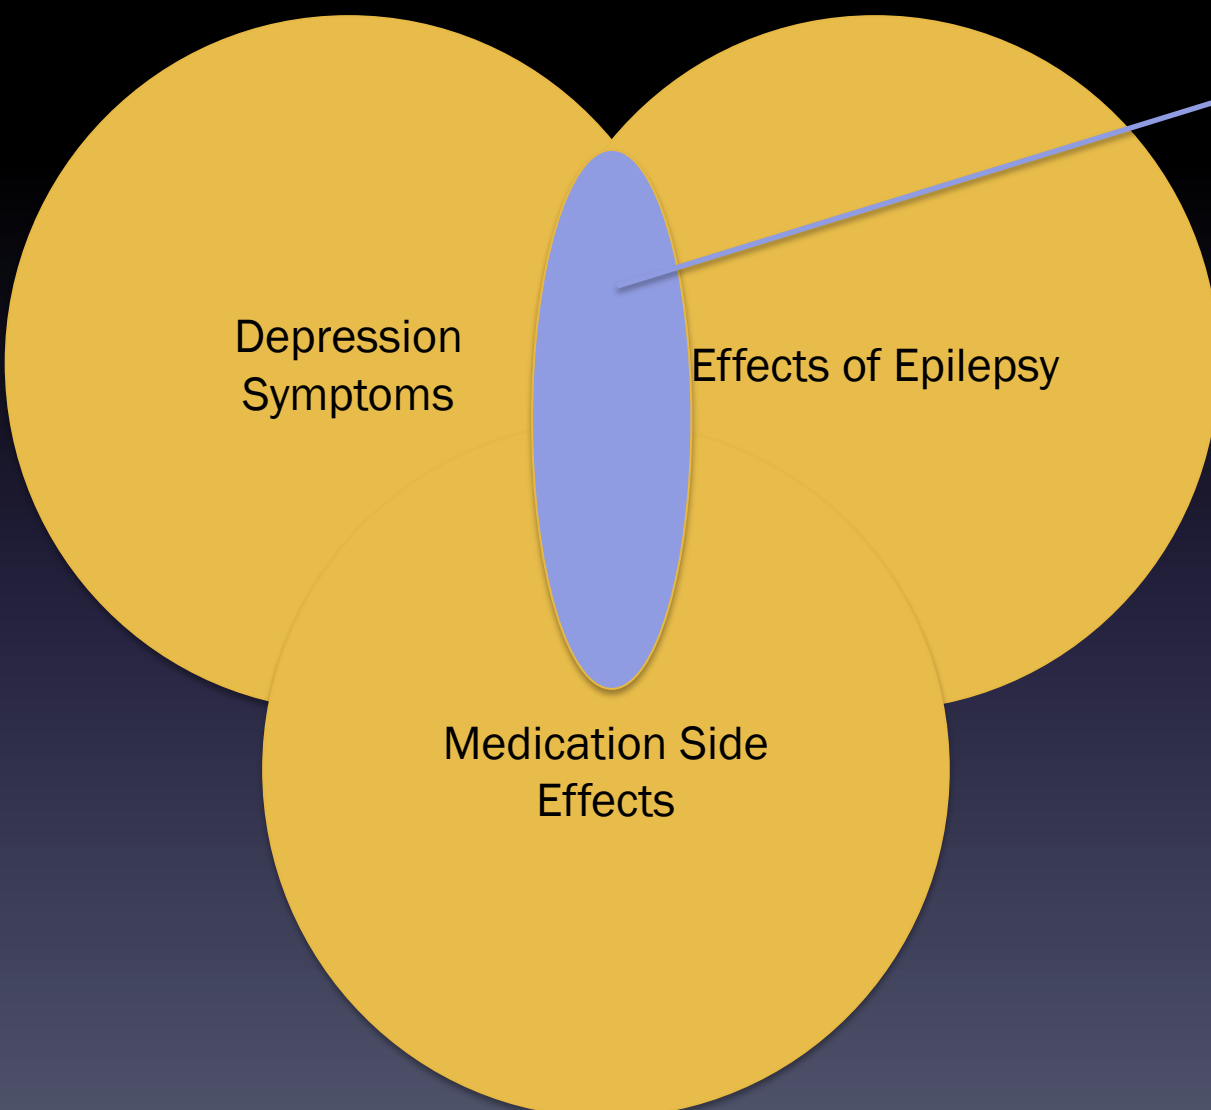 Depression
Symptoms
Effects of Epilepsy
Medication Side
Effects